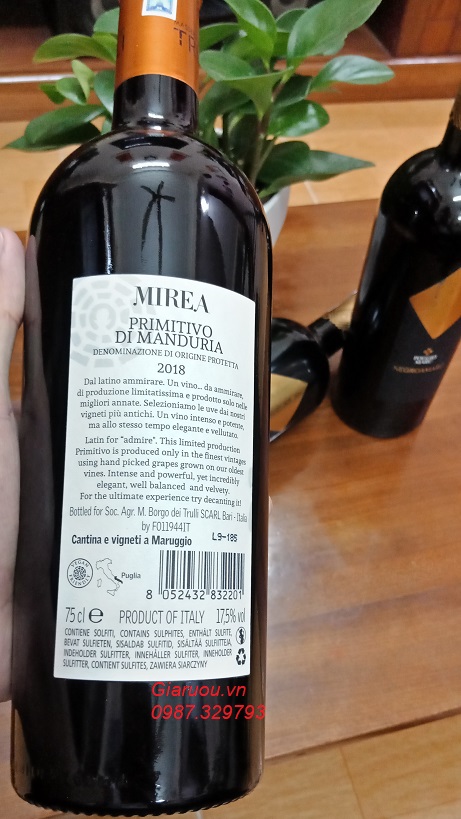 MIREA
PRIMITIVO
DI MANDURIA
DENOMINAZIONE DI ORIGINE PROTETTA
2018
Dal latino ammirare. Un vino... da ammirare,
di produzione limitatissima e prodotto solo nelle
migliori annate. Selezioniamo le uve dai nostri
vigneti più antichi. Un vino intenso e potente,
ma allo stesso tempo elegante e vellutato.
Latin for “admire”. This limited production
Primitivo is produced only in the finest vintages
using hand picked grapes grown on our oldest
vines. Intense and powerful, yet incredibly
elegant, well balanced and velvety.
For the ultimate experience try decanting it!
Bottled for Soc. Agr. M. Borgo dei Trulli SCARL Bari - Italia
by F011944IT
Cantina e vigneti a Maruggio L9-105
VEGAN
Puglia
8 052432 832201
75 cl e PRODUCT OF ITALY 17,5% vol
CONTIENE SOLFITI, CONTAINS SULPHITES, ENTHÄLT SULFITE,
BEVAT SULFIETEN, SISALDAB SULFITID, SISÄLTÄÄ SULFIITTEJA,
INDEHOLDER SULFITTER, INNEHÅLLER SULFITER, INNEHOLDER
SULFITTER, CONTIENT SULFITES, ZAWIERA SIARCZYNY
Giaruou.vn
0987.329793